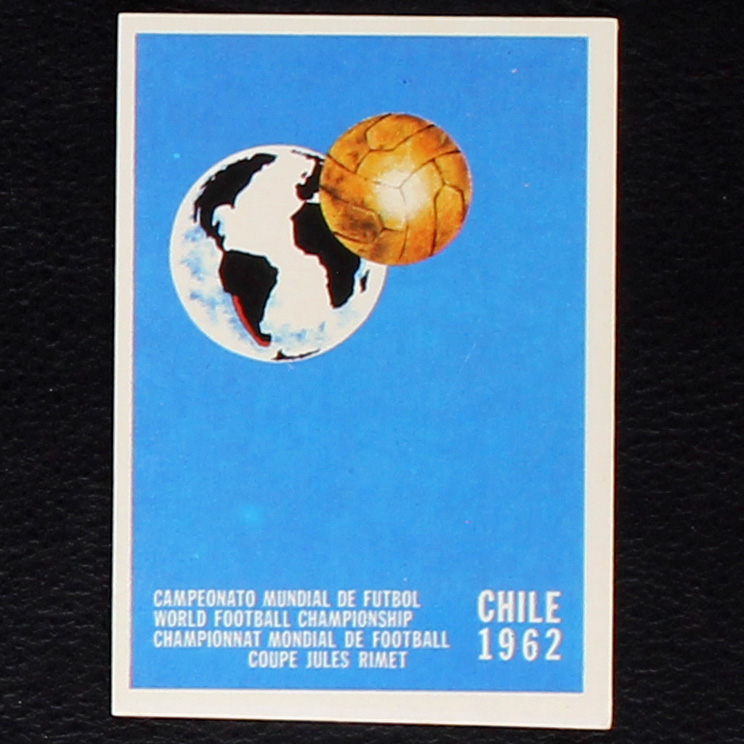 CAMPEONATO MUNDIAL DE FUTBOL
WORLD FOOTBALL CHAMPIONSHIP
CHAMPIONNAT MONDIAL DE FOOTBALL
COUPE JULES RIMET
CHILE
1962